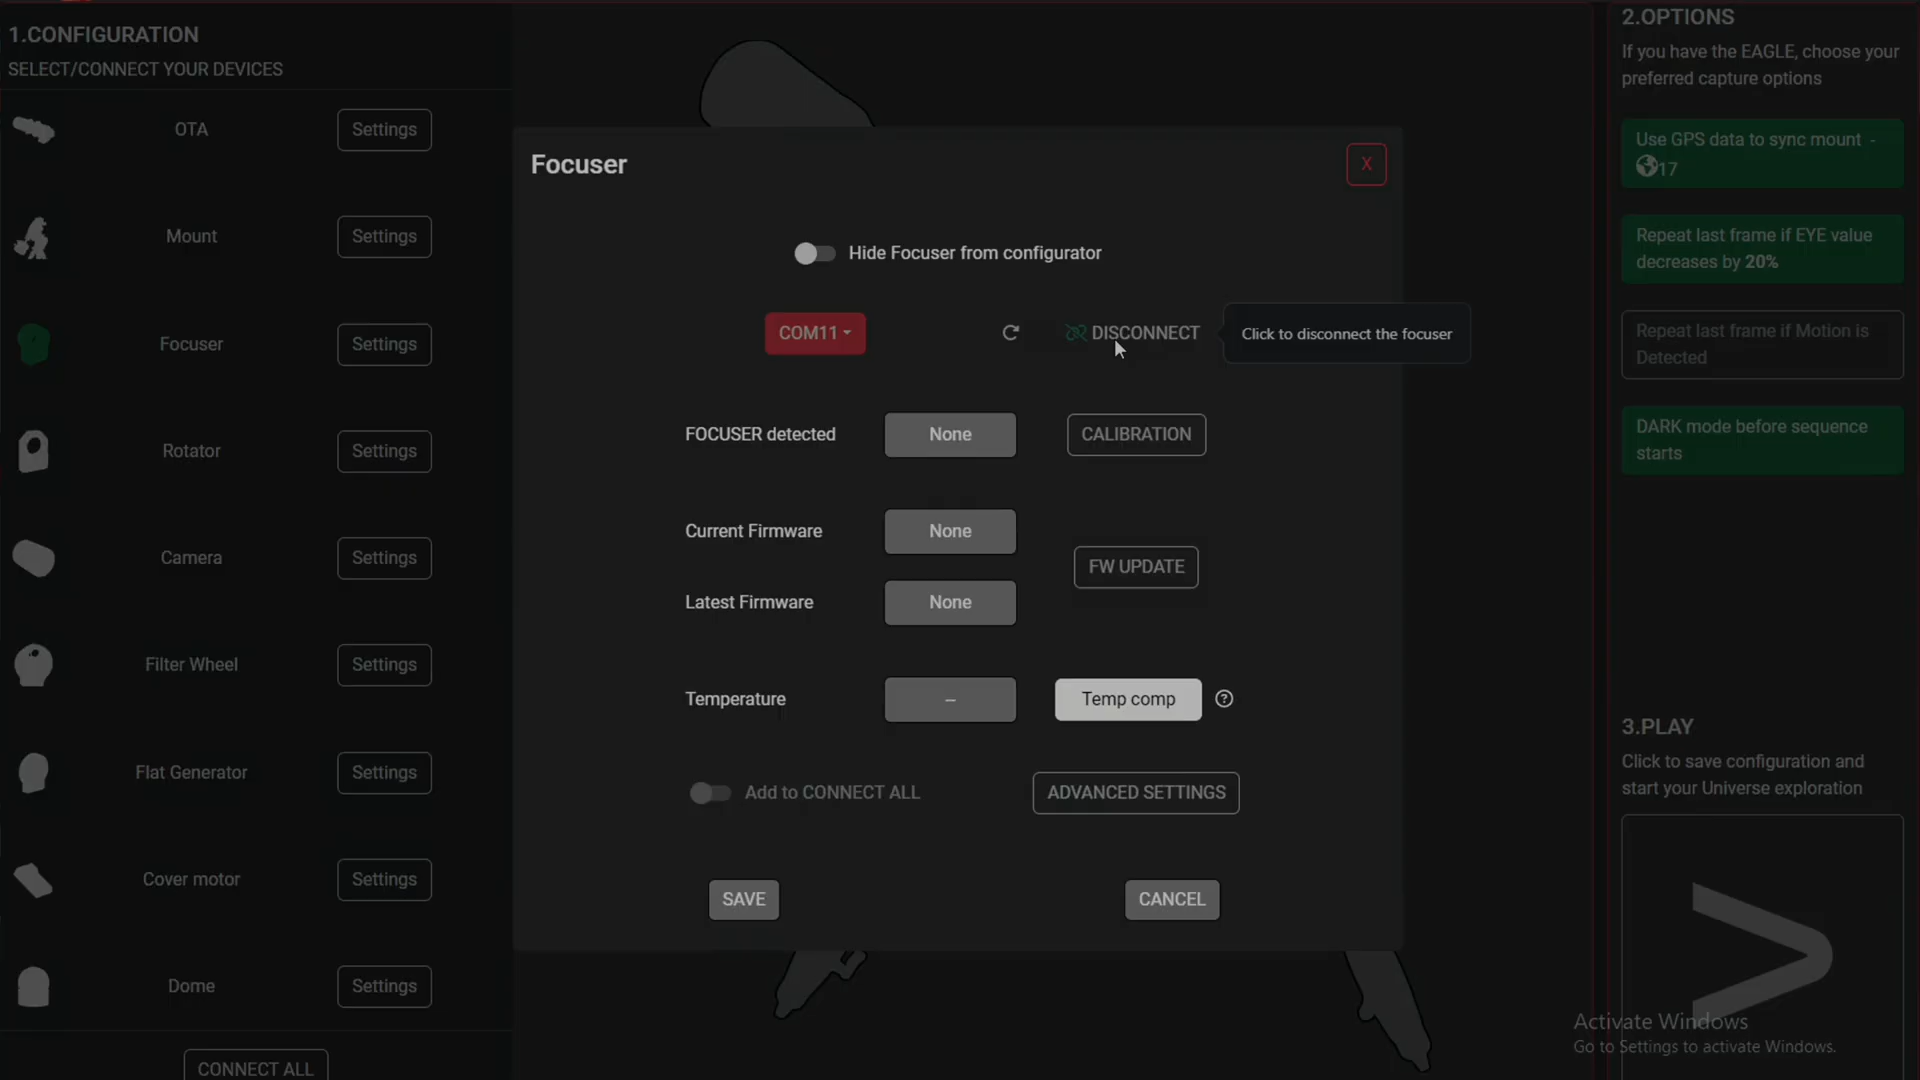 1.CONFIGURATION
SELECT/CONNECT YOUR DEVICES
OTA
Settings
Mount
Settings
Focuser
Settings
Rotator
Settings
Camera
Settings
Filter Wheel
Settings
Flat Generator
Settings
Cover motor
Settings
Dome
Settings
CONNECT ALL
Focuser
X
Hide Focuser from configurator
COM11
DISCONNECT
Click to disconnect the focuser
FOCUSER detected
None
CALIBRATION
Current Firmware
None
FW UPDATE
Latest Firmware
None
Temperature
–
Temp comp
?
Add to CONNECT ALL
ADVANCED SETTINGS
SAVE
CANCEL
2.OPTIONS
If you have the EAGLE, choose your
preferred capture options
Use GPS data to sync mount -
17
Repeat last frame if EYE value
decreases by 20%
Repeat last frame if Motion is
Detected
DARK mode before sequence
starts
3.PLAY
Click to save configuration and
start your Universe exploration
>
Activate Windows
Go to Settings to activate Windows.